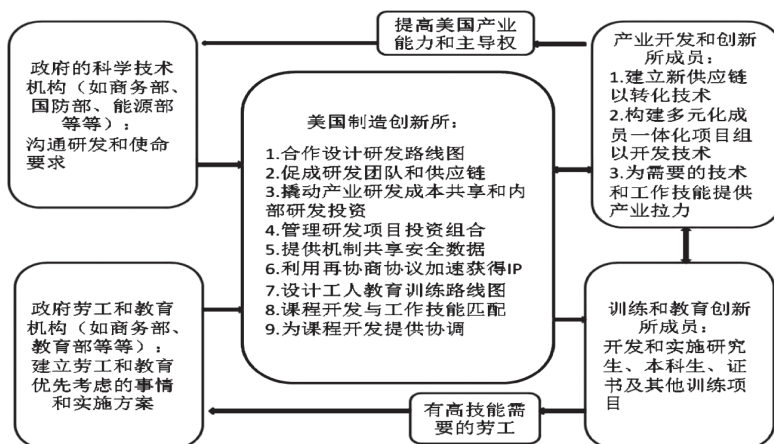 提高美国产业
能力和主导权
政府的科学技术
机构（如商务部、
国防部、能源部
等等）：
沟通研发和使命
要求
美国制造创新所：
1.合作设计研发路线图
2.促成研发团队和供应链
3.撬动产业研发成本共享和内
部研发投资
4.管理研发项目投资组合
5.提供机制共享安全数据
6.利用再协商协议加速获得IP
7.设计工人教育训练路线图
8.课程开发与工作技能匹配
9.为课程开发提供协调
产业开发和创新
所成员：
1.建立新供应链
以转化技术
2.构建多元化成
员一体化项目组
以开发技术
3.为需要的技术
和工作技能提供
产业拉力
政府劳工和教育
机构（如商务部、
教育部等等）：
建立劳工和教育
优先考虑的事情
和实施方案
训练和教育创新
所成员：
开发和实施研究
生、本科生、证
书及其他训练项
目
有高技能需
要的劳工